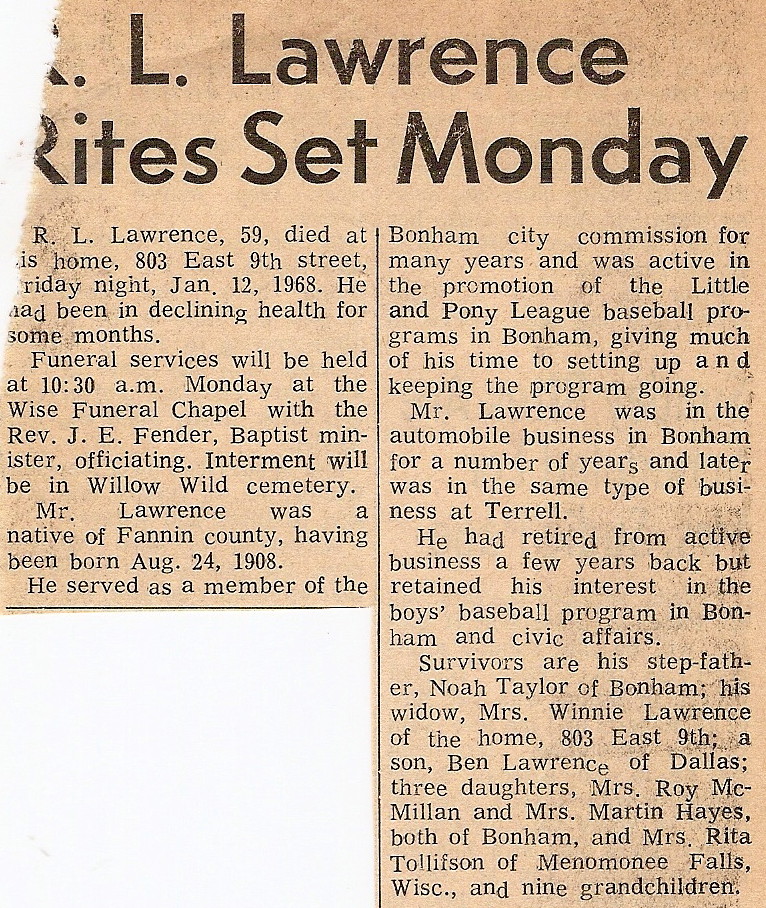 R. L. Lawrence
Rites Set Monday
R. L. Lawrence, 59, died at
is home, 803 East 9th street,
riday night, Jan. 12, 1968. He
had been in declining health for
some months.
Funeral services will be held
at 10:30 a.m. Monday at the
Wise Funeral Chapel with the
Rev. J. E. Fender, Baptist min-
ister, officiating. Interment will
be in Willow Wild cemetery.
Mr. Lawrence was a
native of Fannin county, having
been born Aug. 24, 1908.
He served as a member of the
Bonham city commission for
many years and was active in
the promotion of the Little
and Pony League baseball pro-
grams in Bonham, giving much
of his time to setting up and
keeping the program going.
Mr. Lawrence was in the
automobile business in Bonham
for a number of years and later
was in the same type of busi-
ness at Terrell.
He had retired from active
business a few years back but
retained his interest in the
boys' baseball program in Bon-
ham and civic affairs.
Survivors are his step-fath-
er, Noah Taylor of Bonham; his
widow, Mrs. Winnie Lawrence
of the home, 803 East 9th; a
son, Ben Lawrence of Dallas;
three daughters, Mrs. Roy Mc-
Millan and Mrs. Martin Hayes,
both of Bonham, and Mrs. Rita
Tollifson of Menomonee Falls,
Wisc., and nine grandchildren.